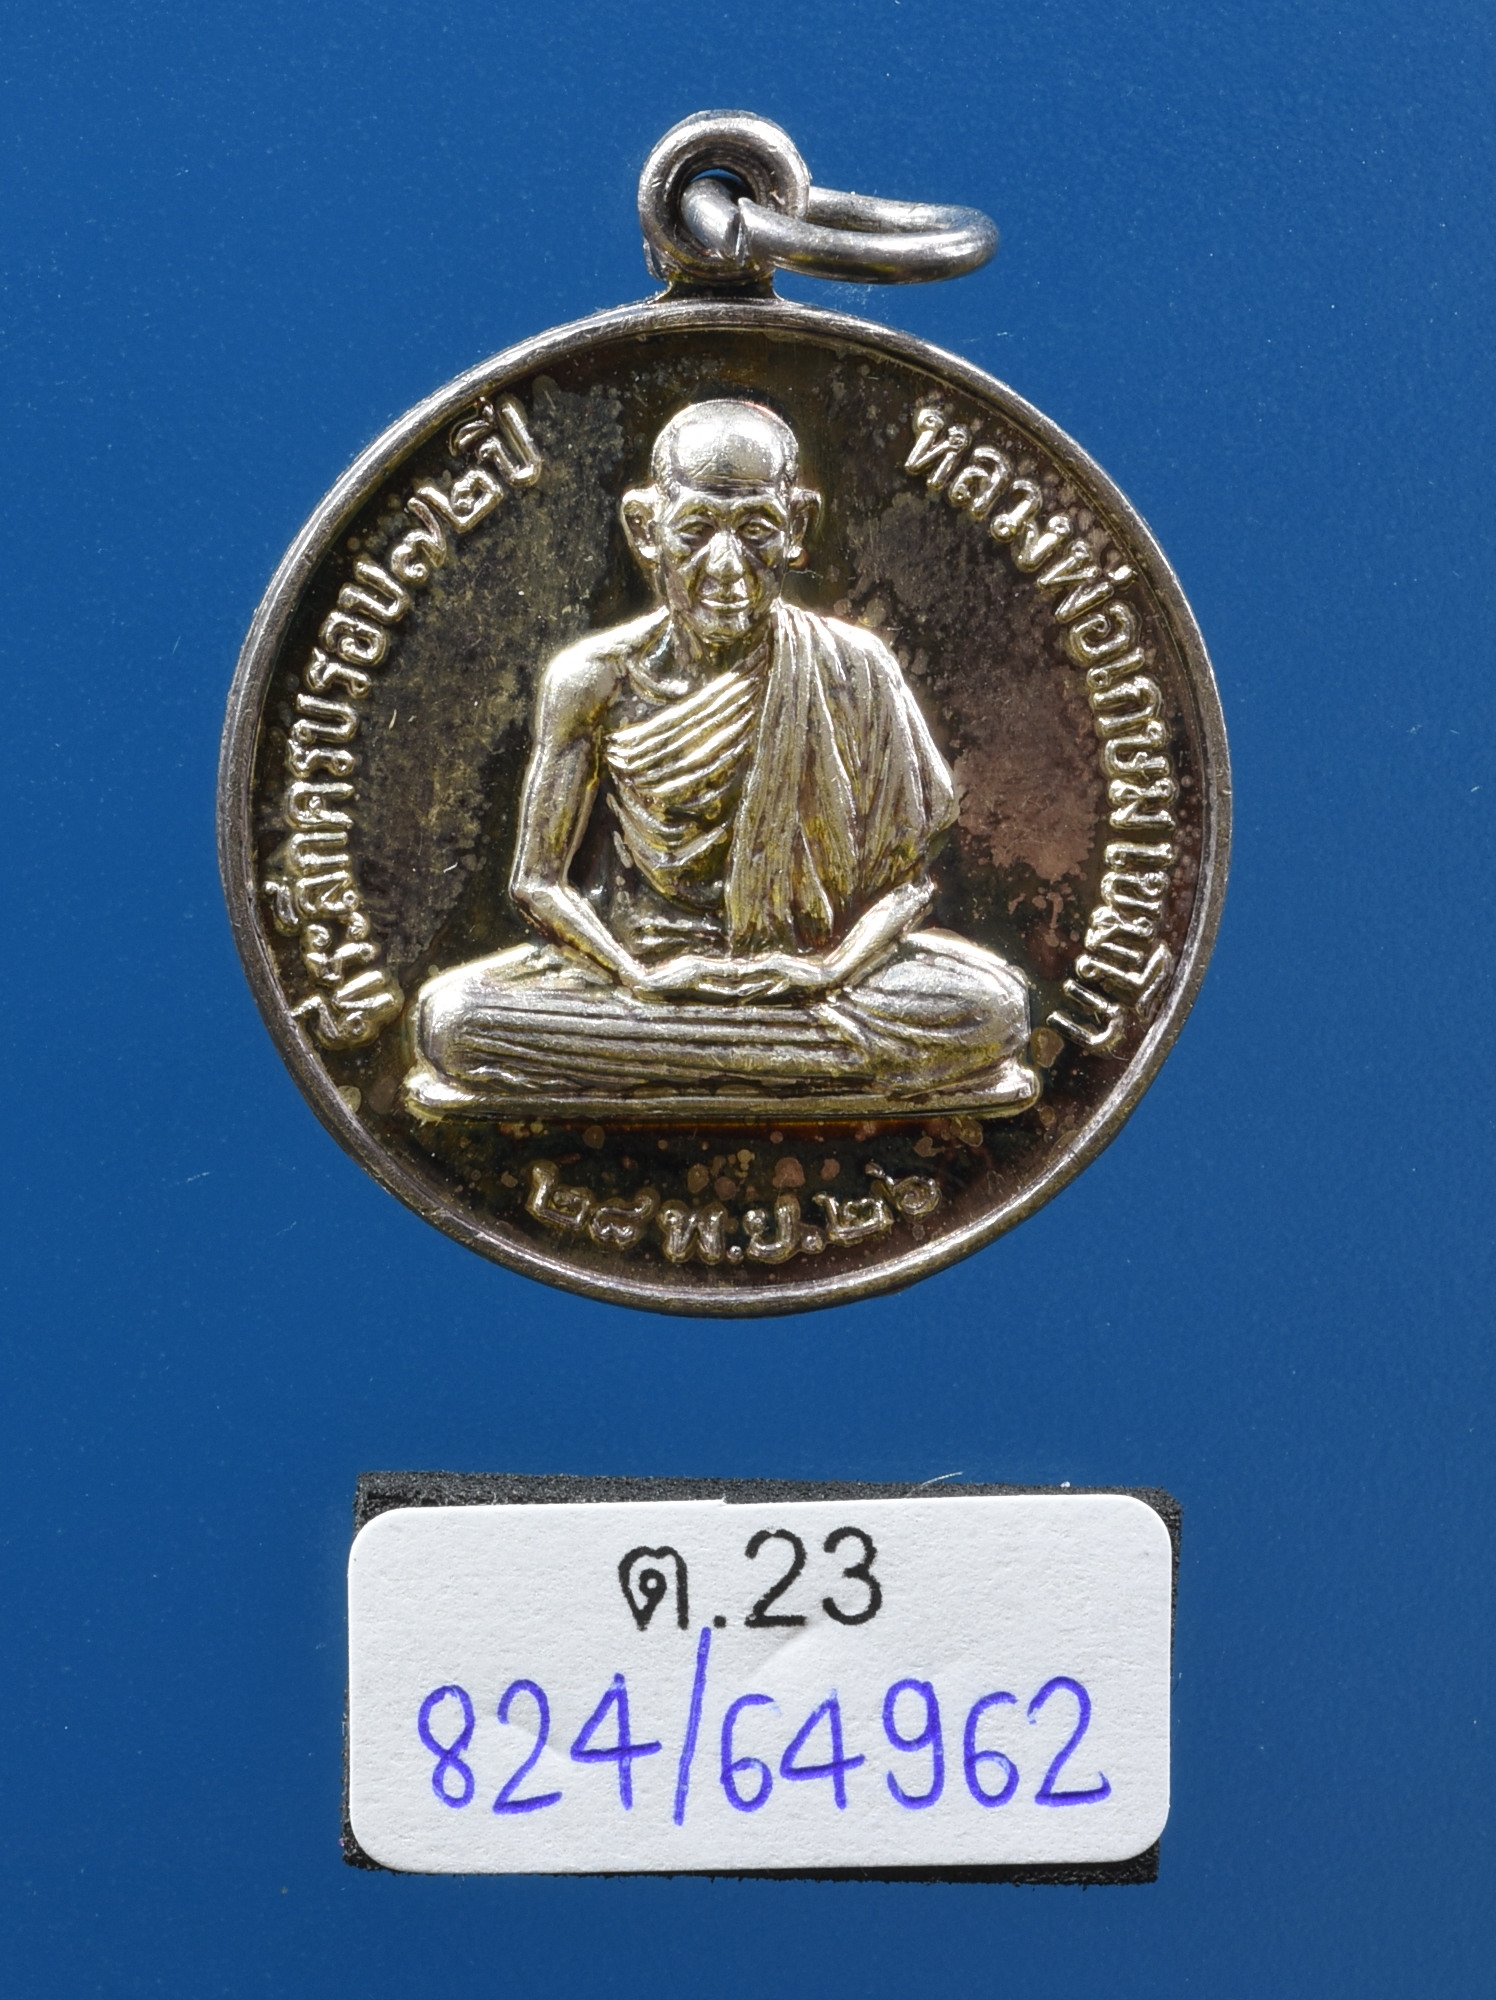 ที่ระลึกครบรอบ๗๒ปี
หลวงพ่อเกษมเขมโก
๒๘ พ.ย.๒๖
ต.23
824/64962